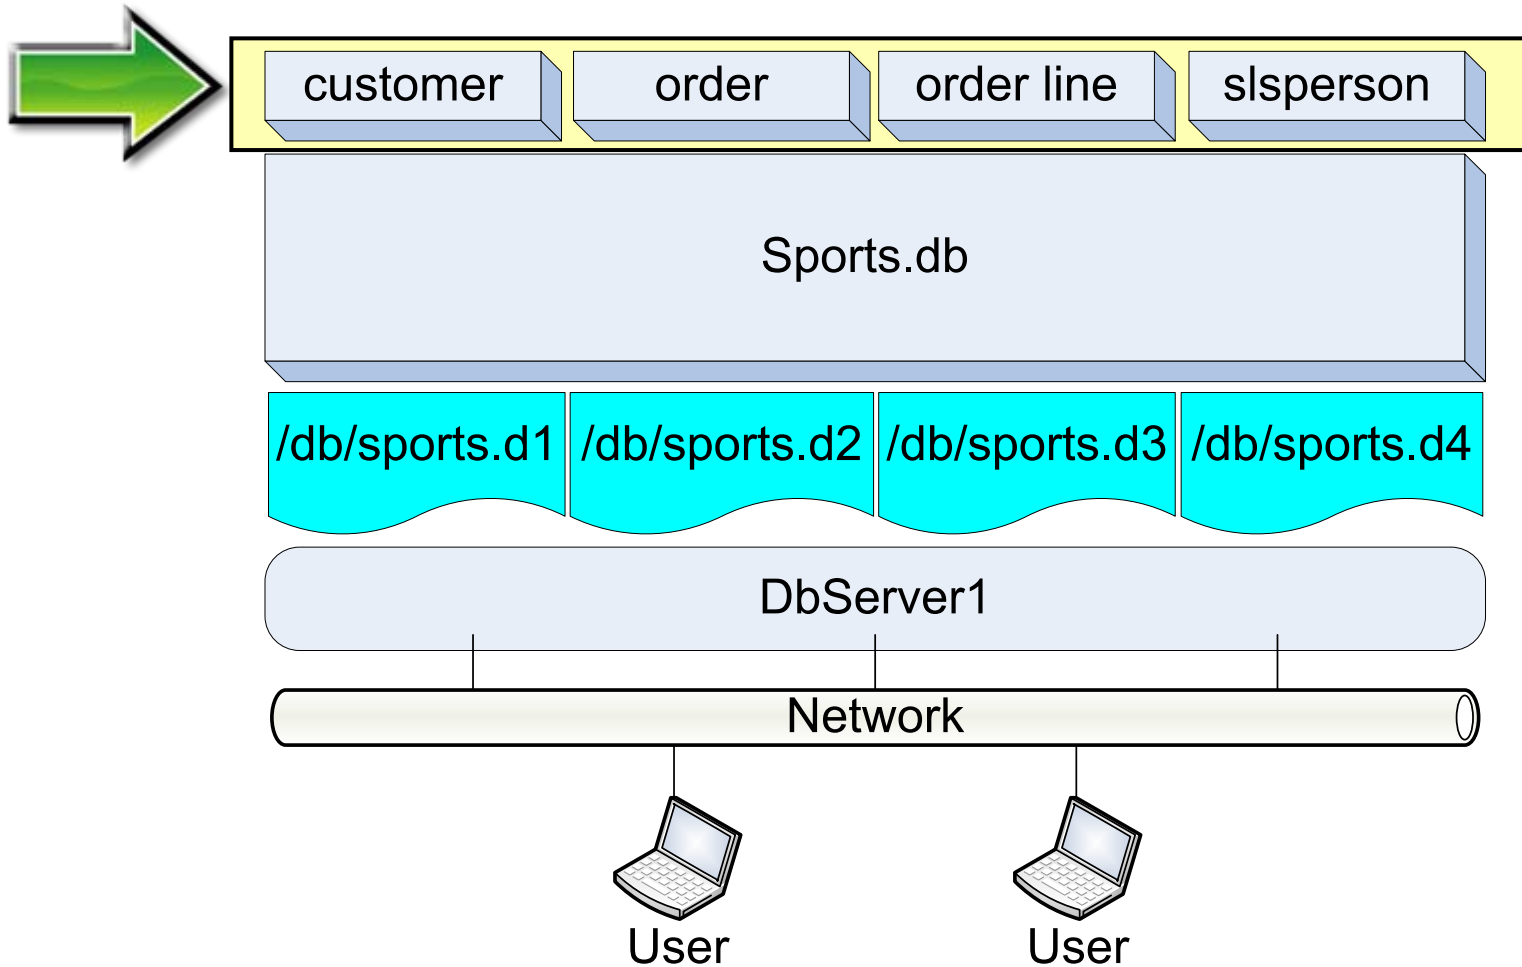 customer order order line slsperson
Sports.db
/db/sports.d1 /db/sports.d2 /db/sports.d3 /db/sports.d4
DbServer1
Network
User User